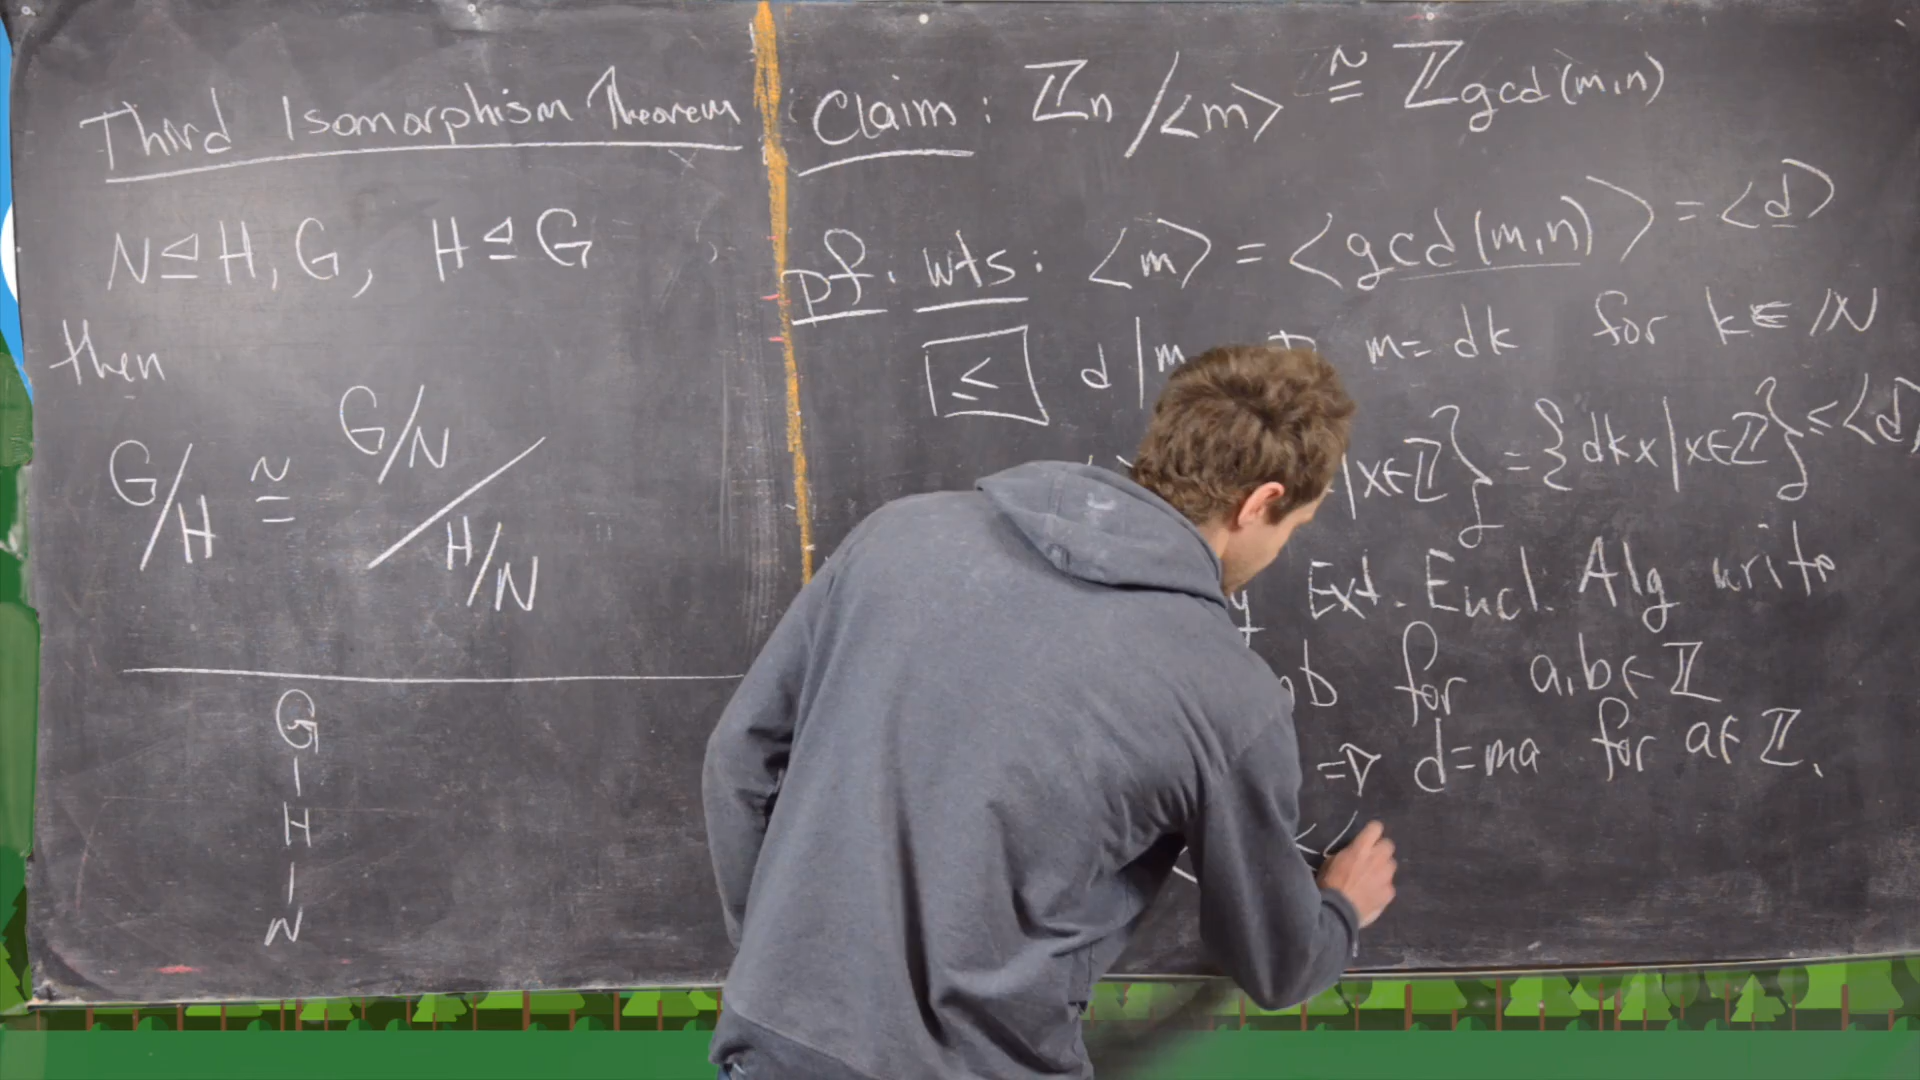 Third Isomorphism Theorem
N ⊴ H, G, H ⊴ G
then
G/H ≅ G/N / H/N
G
H
N
Claim: ℤn/<m> ≅ ℤgcd(m,n)
pf. wts: <m> = <gcd(m,n)> = <d>
≤ d|m m=dk for k∈ℕ
|x∈ℤ} = {dkx|x∈ℤ} ≤ <d>
Ext. Eucl. Alg write
for a,b∈ℤ
⇒ d=ma for a∈ℤ.